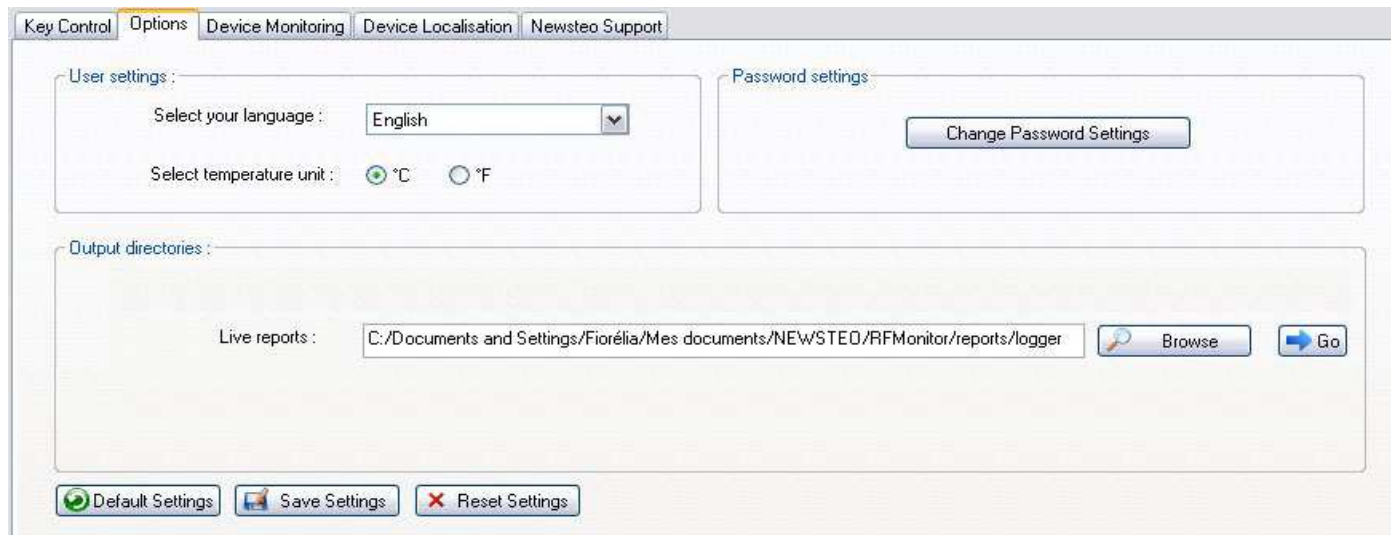 Key Control Options Device Monitoring Device Localisation Newsteo Support
User settings :
Select your language : English
Select temperature unit : °C °F
Password settings
Change Password Settings
Output directories :
Live reports : C:/Documents and Settings/Fiorélia/Mes documents/NEWSTEO/RFMonitor/reports/logger Browse Go
Default Settings Save Settings Reset Settings